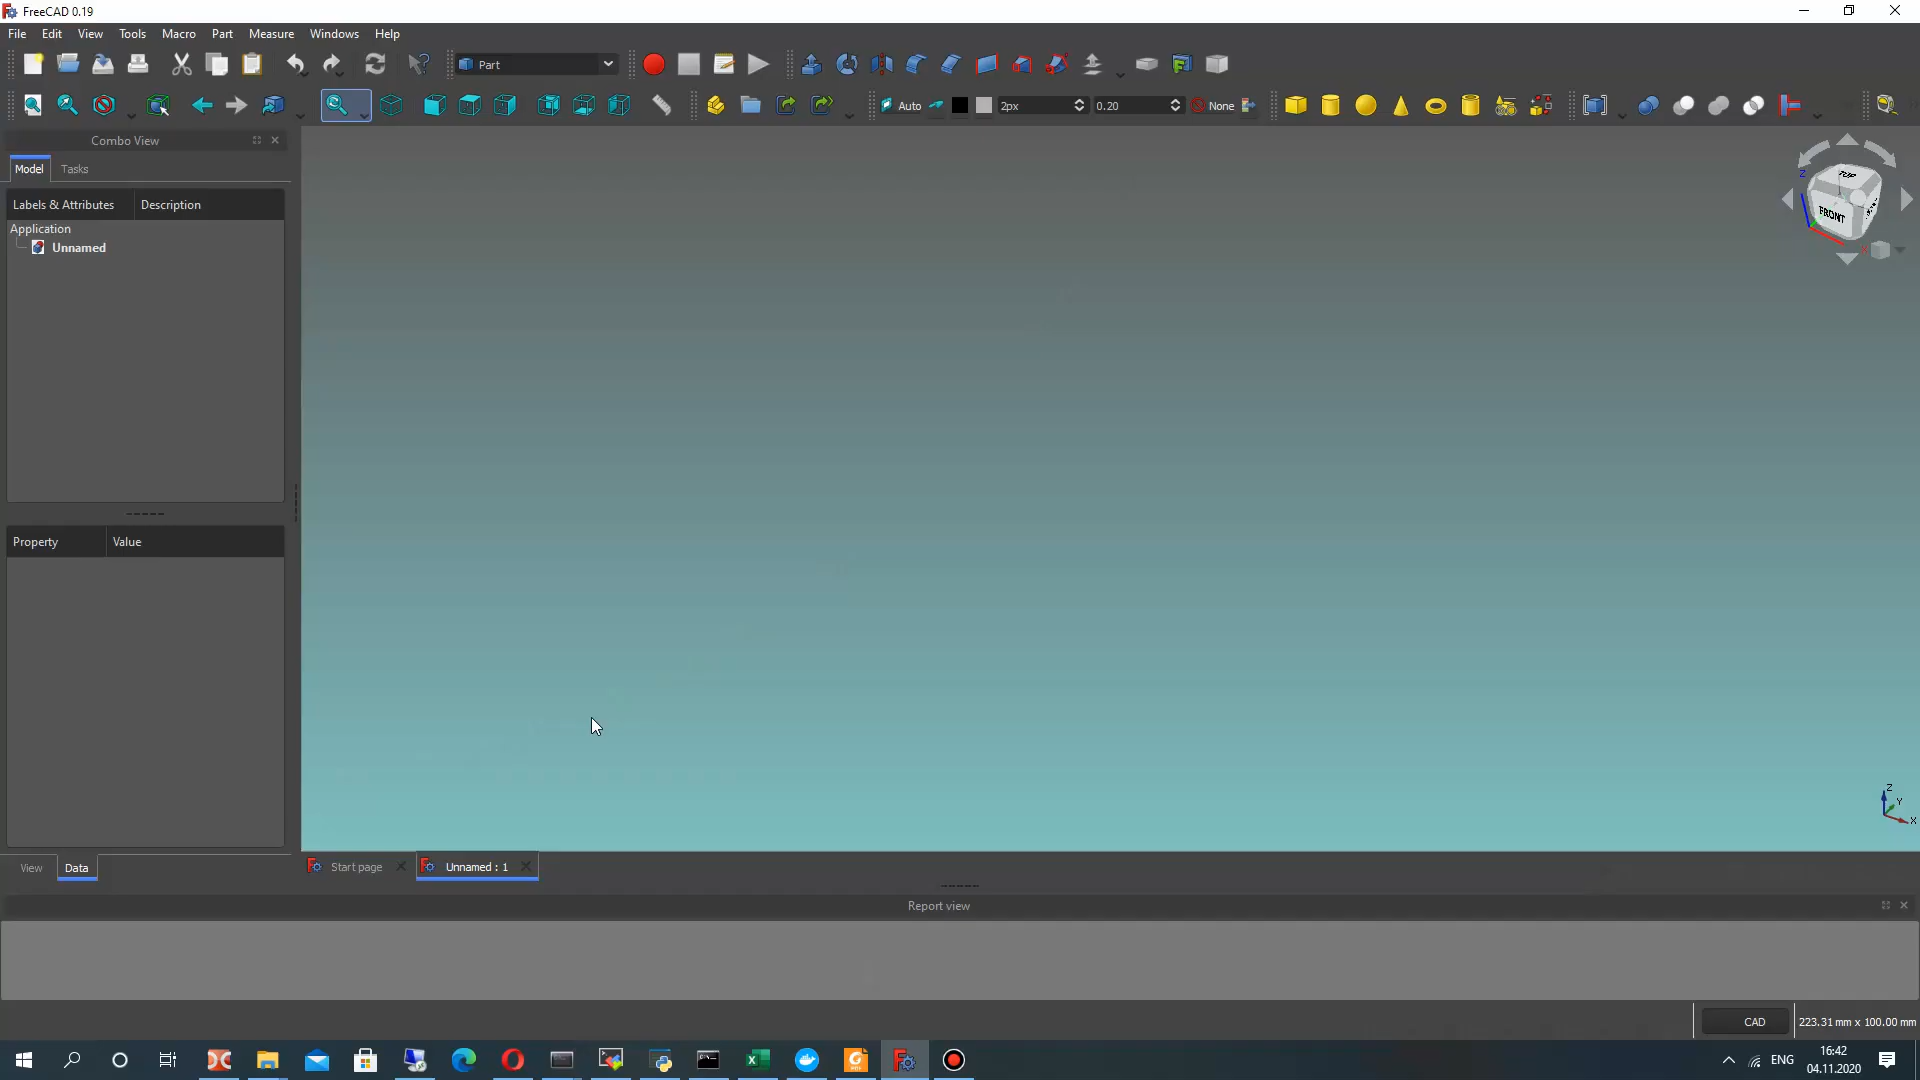 FreeCAD 0.19
File Edit View Tools Macro Part Measure Windows Help
Part
Auto 2px 0.20 None
Combo View
Model Tasks
Labels & Attributes Description
Application
Unnamed
TOP
FRONT
Z
X
Property Value
Z
Y
X
View Data
Start page Unnamed : 1
Report view
CAD 223.31 mm x 100.00 mm
ENG 16:42
04.11.2020